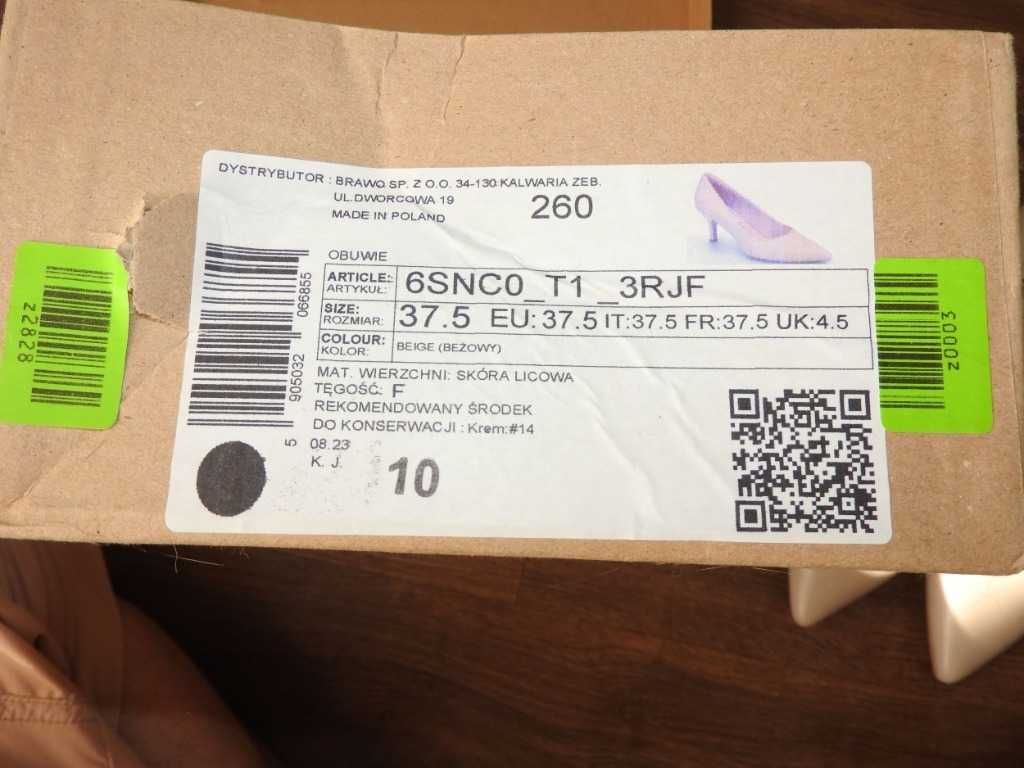 DYSTRYBUTOR : BRAWO SP. Z O.O. 34-130 KALWARIA ZEB.
UL.DWORCOWA 19
MADE IN POLAND
260
OBUWIE
ARTICLE: 6SNC0_T1 _3RJF
ARTYKUŁ:
SIZE: 37.5 EU:37.5 IT:37.5 FR:37.5 UK:4.5
ROZMIAR:
COLOUR: BEIGE (BEŻOWY)
KOLOR:
MAT. WIERZCHNI: SKÓRA LICOWA
TĘGOŚĆ: F
REKOMENDOWANY ŚRODEK
DO KONSERWACJI : Krem:#14
08.23
K. J.
10
5 905032 066855
z2828
z0003